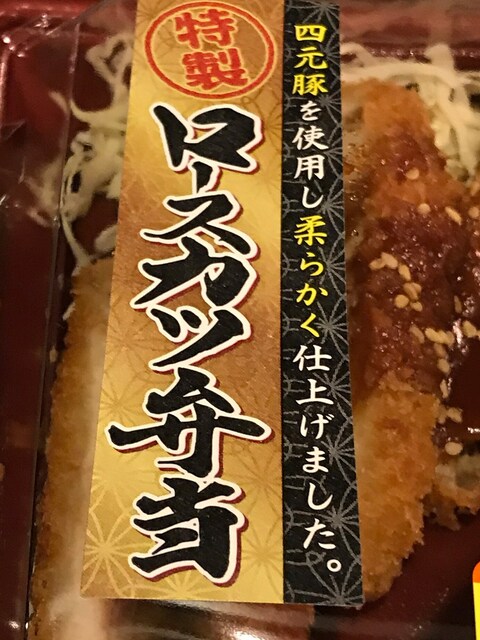 四元豚を使用し柔らかく仕上げました。
特製
ロースカツ弁当